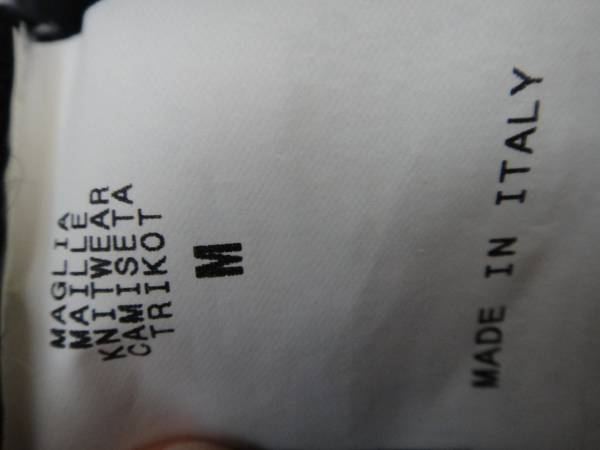 MAGLIA
MAILLE
KNITWEAR
CAMISETA
TRIKOT
M
MADE IN ITALY